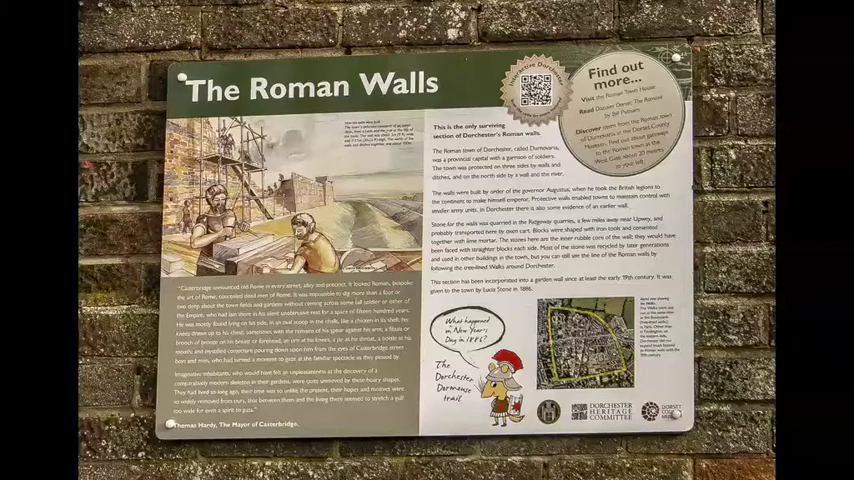 The Roman Walls
This is the only surviving
section of Dorchester's Roman walls.
The Roman town of Dorchester, called Durnovaria,
was a provincial capital with a garrison of soldiers.
The town was protected on three sides by walls and
ditches, and on the north side by a wall and the river.
The walls were built by order of the governor Augustus, when he took the British legions to
the continent to make himself emperor. Protective walls enabled towns to maintain control with
smaller army units, in Dorchester there is also some evidence of an earlier wall.
Stone for the walls was quarried in the Ridgeway quarries, a few miles away near Upwey, and
probably transported here by oxen cart. Blocks were shaped with iron tools and cemented
together with lime mortar. The stones here are the inner rubble core of the wall; they would have
been faced with straighter blocks each side. Most of the stone was recycled by later generations
and used in other buildings in the town, but you can still see the line of the Roman walls by
following the tree-lined Walks around Dorchester.
This section has been incorporated into a garden wall since at least the early 19th century. It was
given to the town by Lucia Stone in 1886.
Interactive Dorchester
Find out
more...
Visit the Roman Town House
Read Discover Dorset: The Romans
by Bill Putnam
Discover items from the Roman town
of Durnovaria at the Dorset County
Museum. Find out about gateways
to the Roman town at the
West Gate about 20 metres
to your left
"Casterbridge announced old Rome in every street, alley and precinct. It looked Roman, bespoke
the art of Rome, concealed dead men of Rome. It was impossible to dig more than a foot or
two deep about the town fields and gardens without coming across some tall soldier or other of
the Empire, who had lain there in his silent unobtrusive rest for a space of fifteen hundred years.
He was mostly found lying on his side, in an oval scoop in the chalk, like a chicken in its shell; his
knees drawn up to his chest; sometimes with the remains of his spear against his arm; a fibula or
brooch of bronze on his breast or forehead; an urn at his knees, a jar at his throat, a bottle at his
mouth; and mystified conjecture pouring down upon him from the eyes of Casterbridge street
boys and men, who had turned a moment to gaze at the familiar spectacle as they passed by.
Imaginative inhabitants, who would have felt an unpleasantness at the discovery of a
comparatively modern skeleton in their gardens, were quite unmoved by these hoary shapes.
They had lived so long ago, their time was so unlike the present, their hopes and motives were
so widely removed from ours, that between them and the living there seemed to stretch a gulf
too wide for even a spirit to pass."
Thomas Hardy, The Mayor of Casterbridge.
What happened
on New Year's
Day in 1886?
The
Dorchester
Dormouse
trail
DORCHESTER
HERITAGE
COMMITTEE
DORSET
COUNTY
MUSEUM